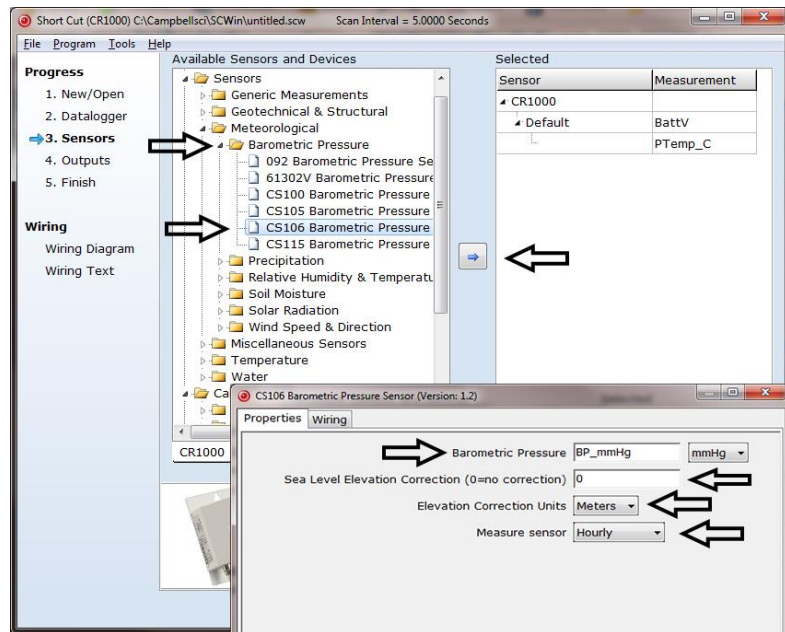 Short Cut (CR1000) C:\Campbellsci\SCWin\untitled.scw Scan Interval = 5.0000 Seconds
File Program Tools Help
Progress
1. New/Open
2. Datalogger
3. Sensors
4. Outputs
5. Finish
Wiring
Wiring Diagram
Wiring Text
Available Sensors and Devices
Sensors
Generic Measurements
Geotechnical & Structural
Meteorological
Barometric Pressure
092 Barometric Pressure Se
61302V Barometric Pressure
CS100 Barometric Pressure
CS105 Barometric Pressure
CS106 Barometric Pressure
CS115 Barometric Pressure
Precipitation
Relative Humidity & Temperatu
Soil Moisture
Solar Radiation
Wind Speed & Direction
Miscellaneous Sensors
Temperature
Water
Ca
CR1000
Selected
Sensor Measurement
CR1000
Default BattV
PTemp_C
CS106 Barometric Pressure Sensor (Version: 1.2)
Properties Wiring
Barometric Pressure BP_mmHg mmHg
Sea Level Elevation Correction (0=no correction) 0
Elevation Correction Units Meters
Measure sensor Hourly